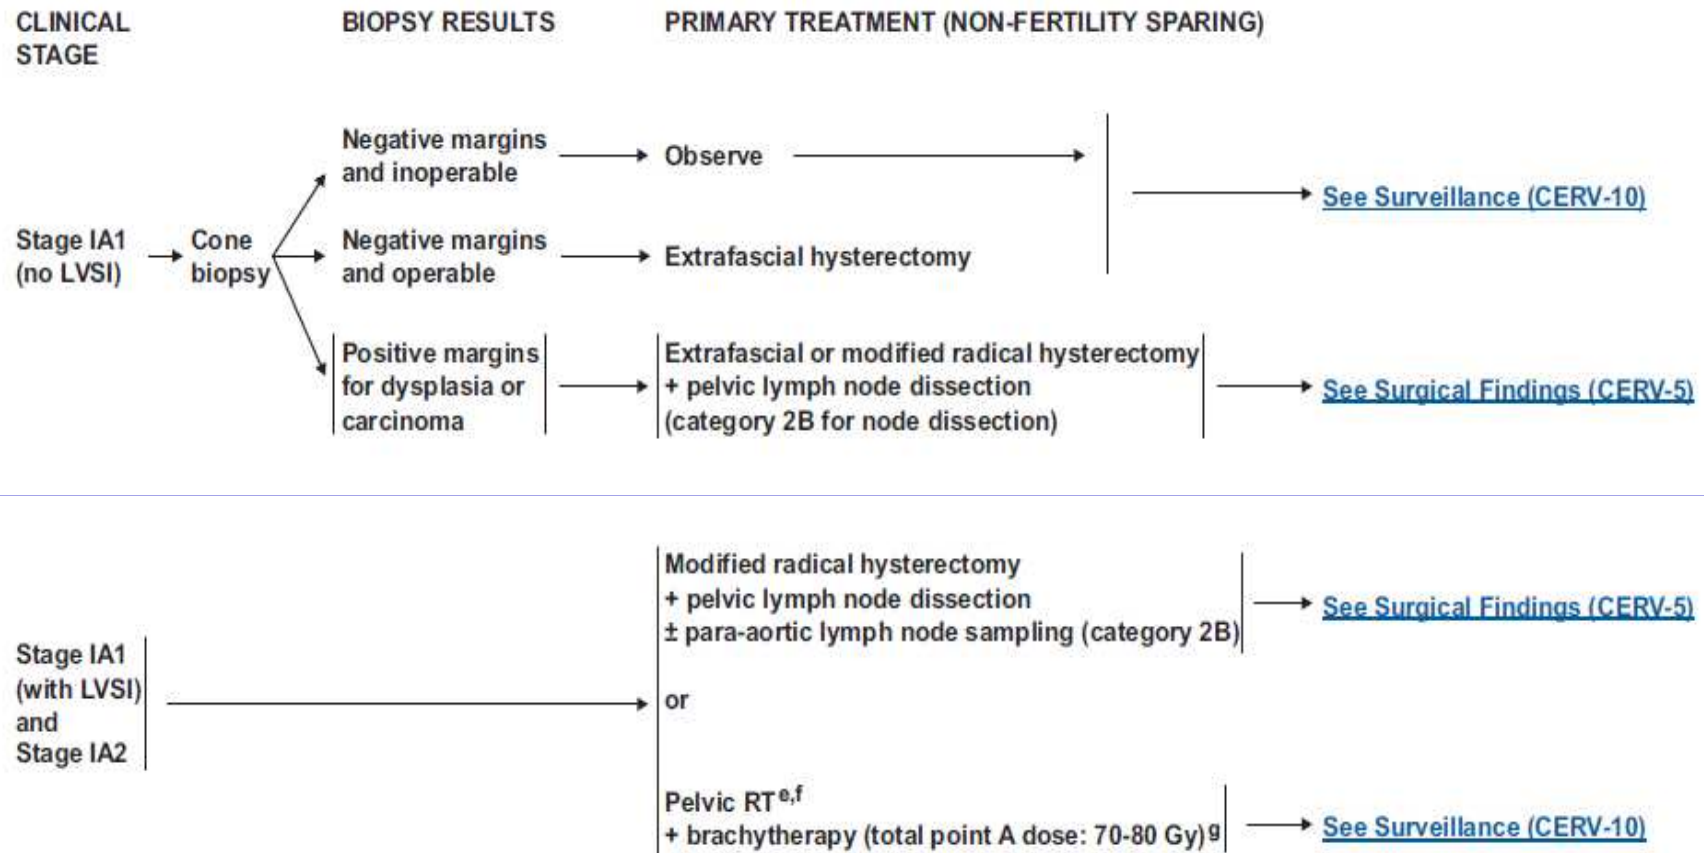 CLINICAL
STAGE
BIOPSY RESULTS
PRIMARY TREATMENT (NON-FERTILITY SPARING)
Stage IA1
(no LVSI)
Cone
biopsy
Negative margins
and inoperable
Observe
See Surveillance (CERV-10)
Negative margins
and operable
Extrafascial hysterectomy
Positive margins
for dysplasia or
carcinoma
Extrafascial or modified radical hysterectomy
+ pelvic lymph node dissection
(category 2B for node dissection)
See Surgical Findings (CERV-5)
Stage IA1
(with LVSI)
and
Stage IA2
Modified radical hysterectomy
+ pelvic lymph node dissection
± para-aortic lymph node sampling (category 2B)
See Surgical Findings (CERV-5)
or
Pelvic RT e,f
+ brachytherapy (total point A dose: 70-80 Gy) g
See Surveillance (CERV-10)